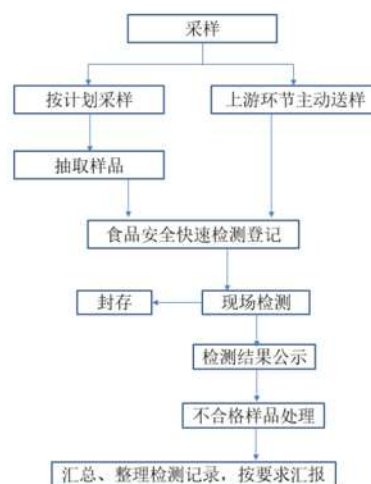 采样
按计划采样
上游环节主动送样
抽取样品
食品安全快速检测登记
封存
现场检测
检测结果公示
不合格样品处理
汇总、整理检测记录，按要求汇报